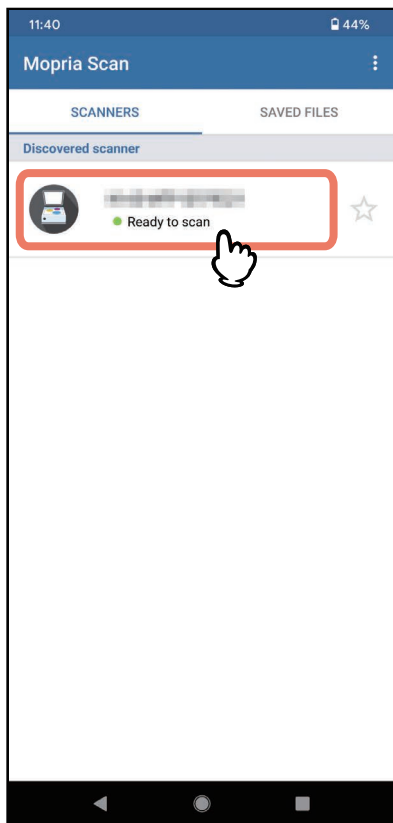 11:40 44%
Mopria Scan
SCANNERS SAVED FILES
Discovered scanner
Ready to scan